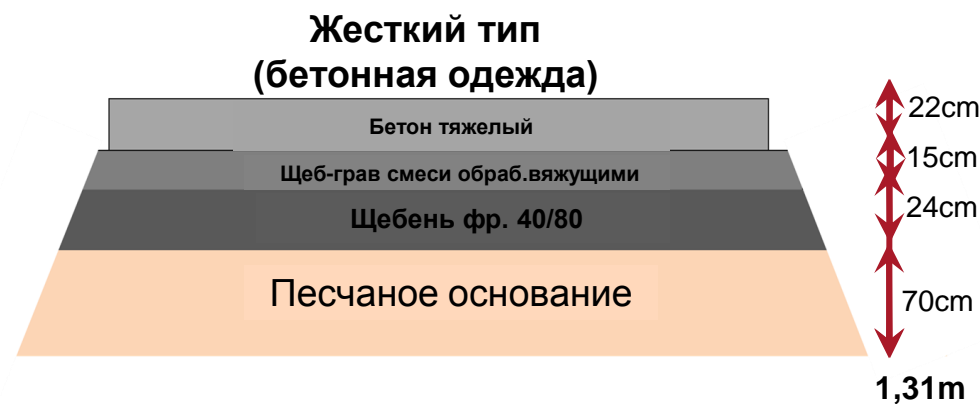 Жесткий тип
(бетонная одежда)
Бетон тяжелый
22cm
Щеб-грав смеси обраб.вяжущими
15cm
Щебень фр. 40/80
24cm
Песчаное основание
70cm
1,31m